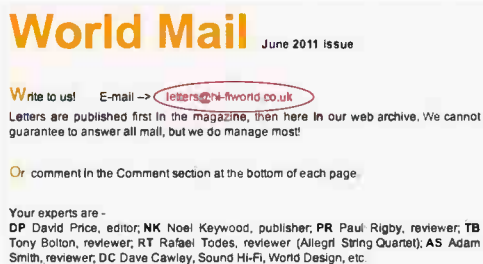 World Mail June 2011 issue
Write to us! E-mail --> letters@hi-fiworld.co.uk
Letters are published first in the magazine, then here in our web archive. We cannot
guarantee to answer all mail, but we do manage most!
Or comment in the Comment section at the bottom of each page
Your experts are -
DP David Price, editor; NK Noel Keywood, publisher; PR Paul Rigby, reviewer; TB
Tony Bolton, reviewer; RT Rafael Todes, reviewer (Allegri String Quartet); AS Adam
Smith, reviewer; DC Dave Cawley, Sound Hi-Fi, World Design, etc.